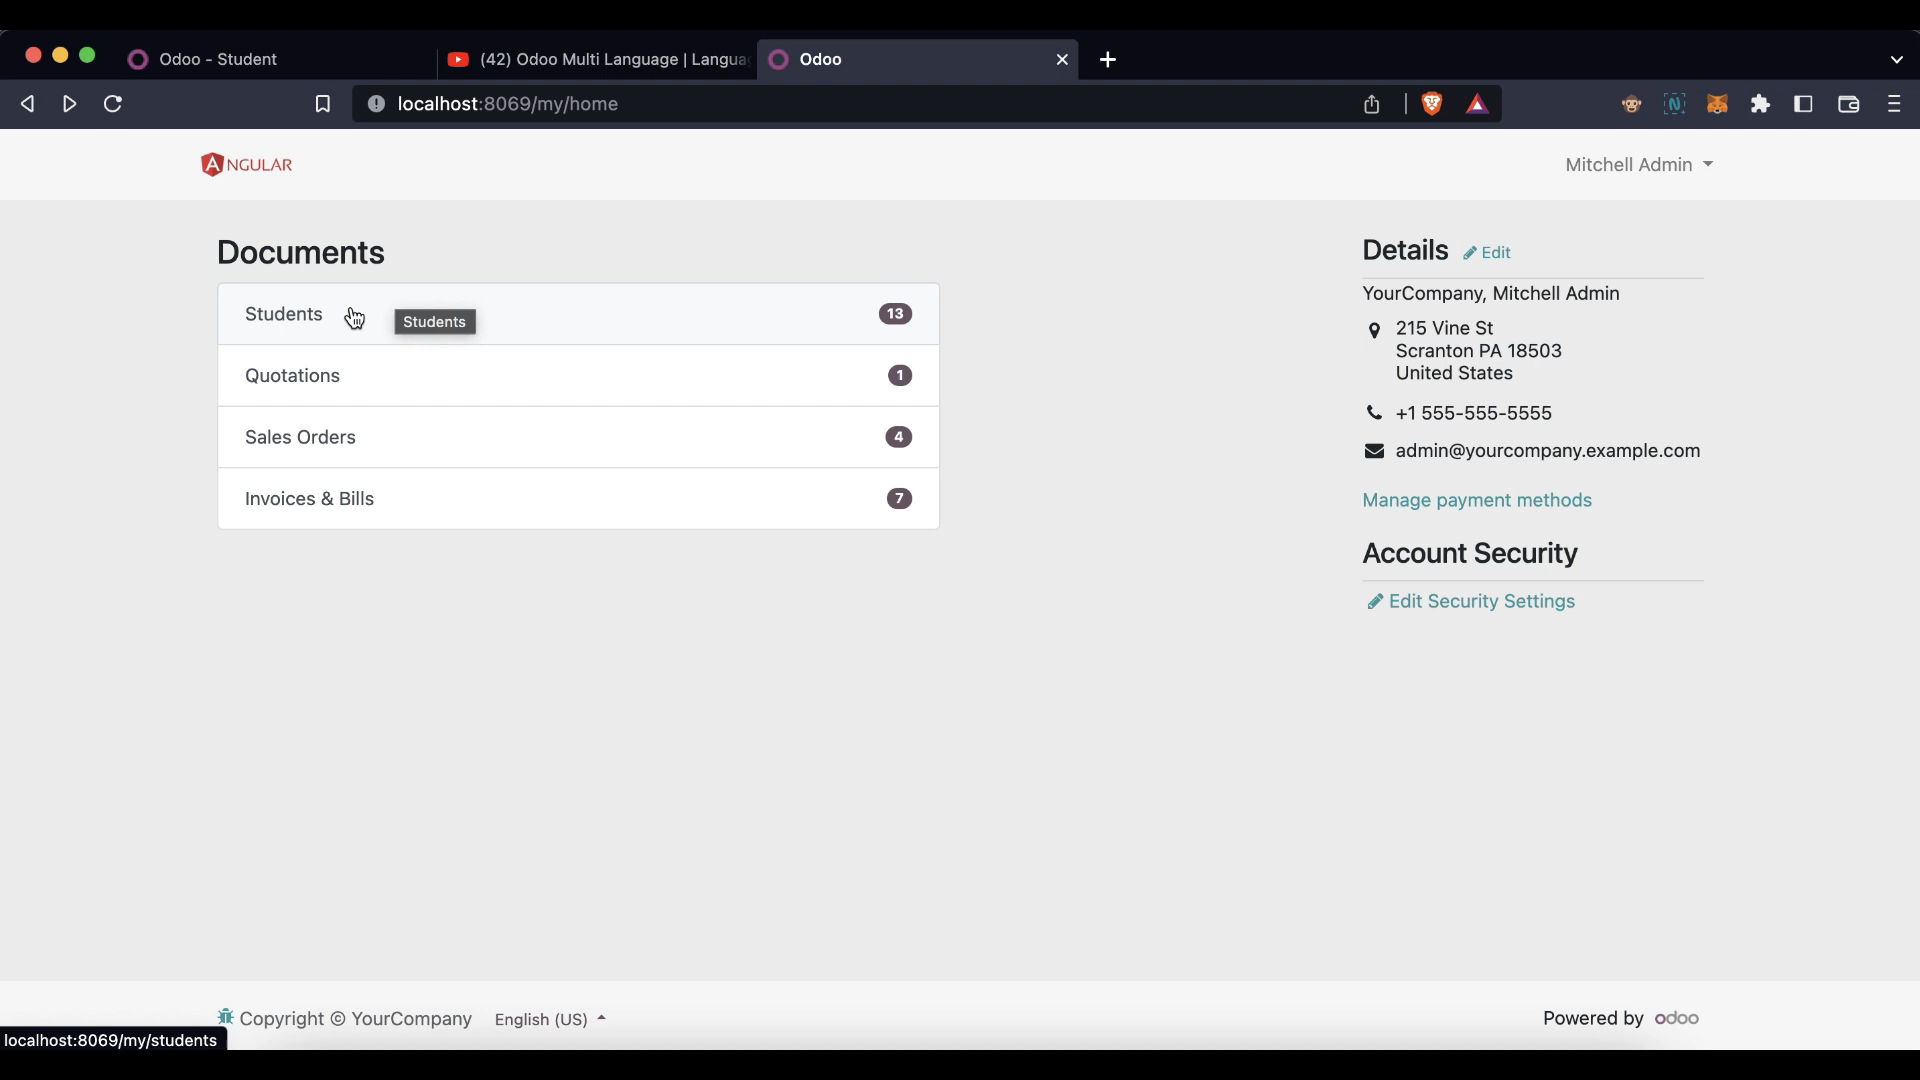 Odoo - Student
(42) Odoo Multi Language | Langua
Odoo
localhost:8069/my/home
ANGULAR
Mitchell Admin
Documents
Students
Students
13
Quotations
1
Sales Orders
4
Invoices & Bills
7
Details
Edit
YourCompany, Mitchell Admin
215 Vine St
Scranton PA 18503
United States
+1 555-555-5555
admin@yourcompany.example.com
Manage payment methods
Account Security
Edit Security Settings
Copyright © YourCompany
English (US)
Powered by odoo
localhost:8069/my/students